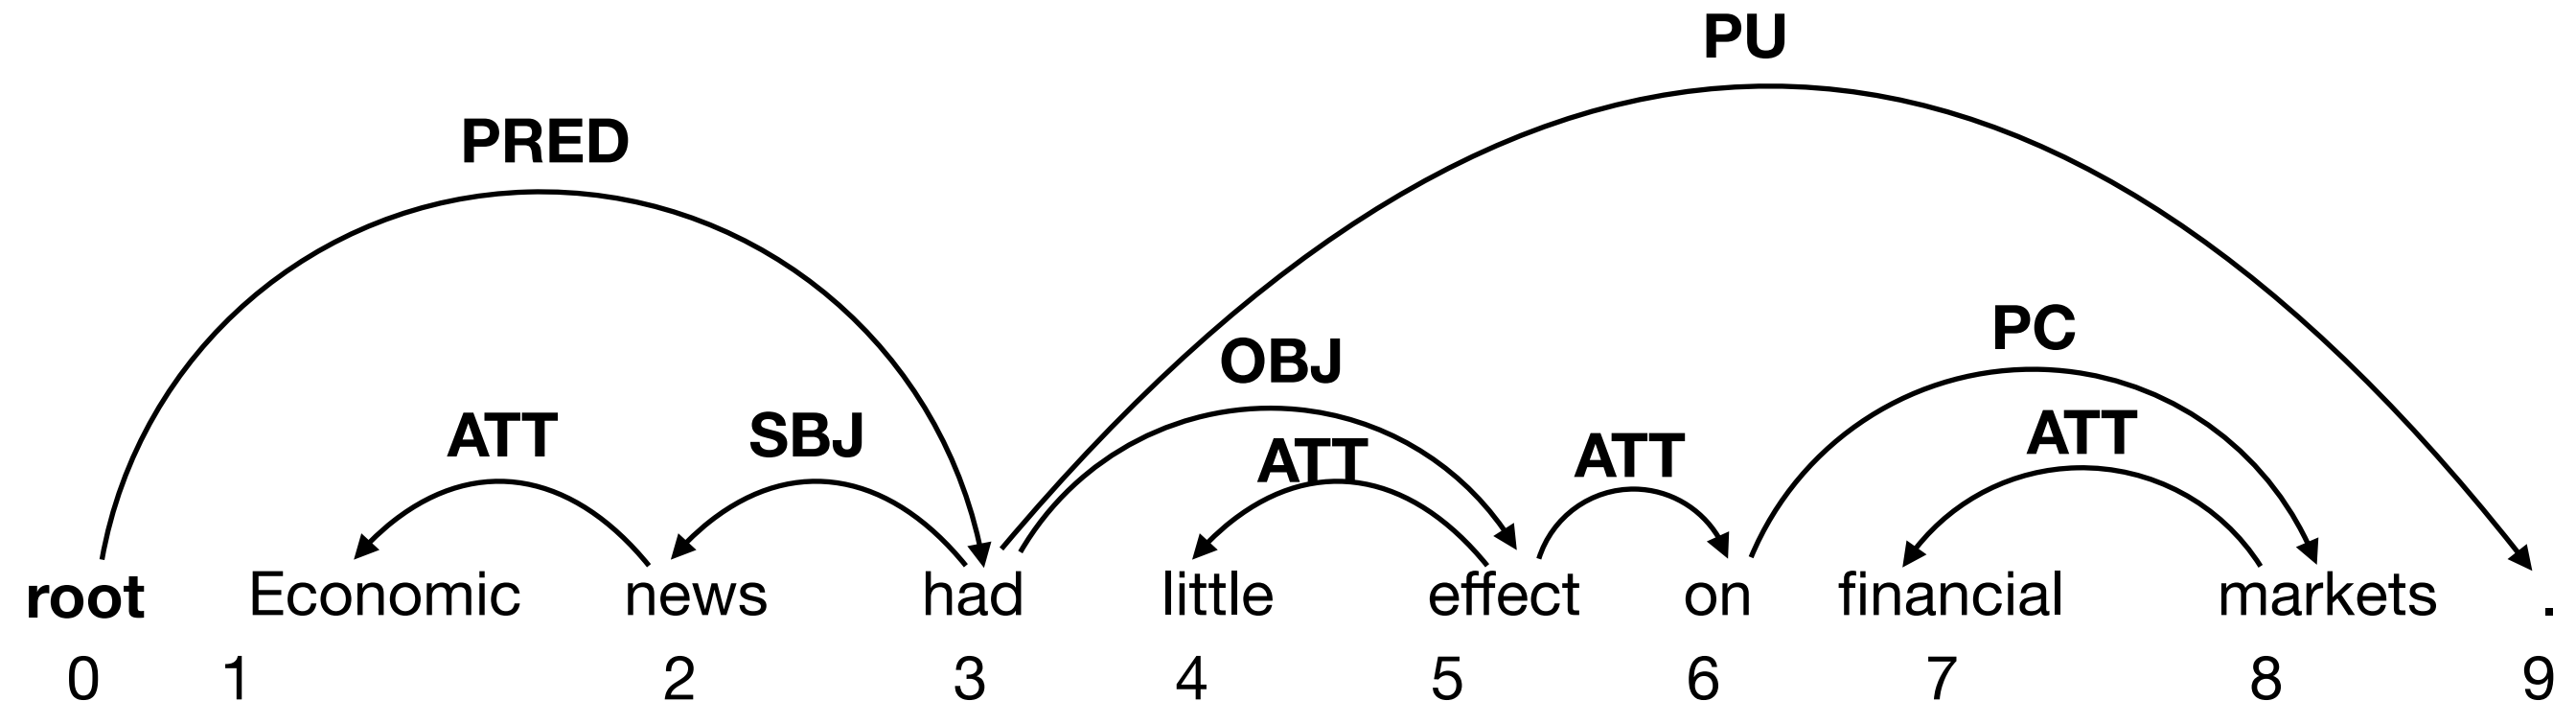 PU
PRED
OBJ
PC
ATT SBJ ATT ATT ATT
root Economic news had little effect on financial markets .
0 1 2 3 4 5 6 7 8 9